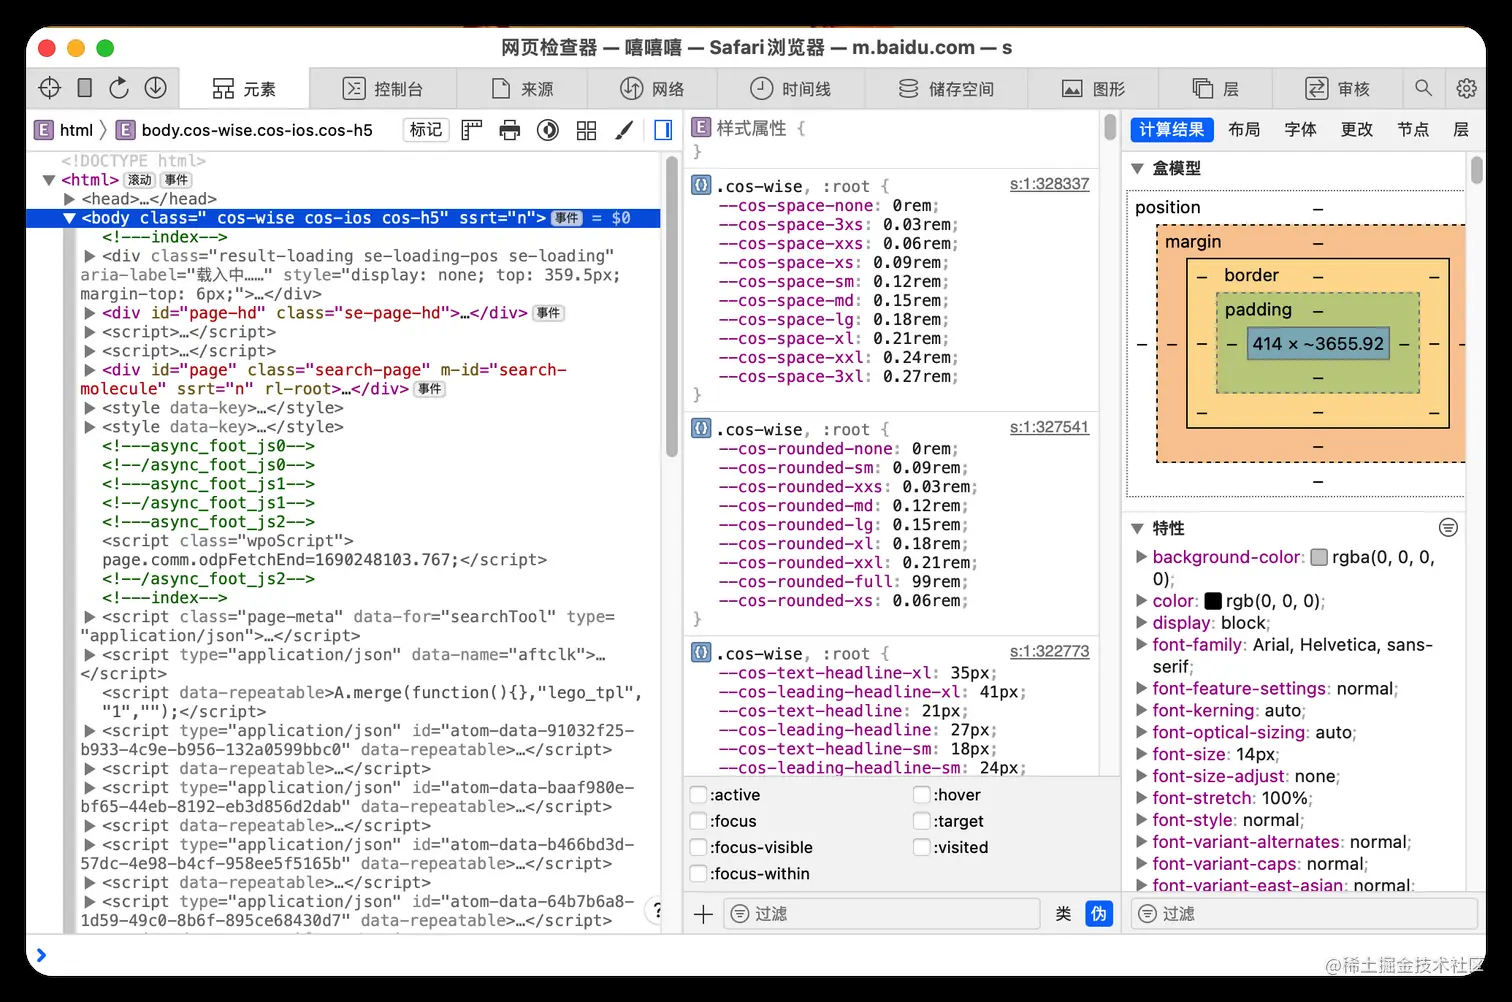 网页检查器 — 嘻嘻嘻 — Safari浏览器 — m.baidu.com — s
元素 控制台 来源 网络 时间线 储存空间 图形 层 审核
E html 〉 E body.cos-wise.cos-ios.cos-h5 标记
<!DOCTYPE html>
<html> 滚动 事件
<head>…</head>
<body class=" cos-wise cos-ios cos-h5" ssrt="n"> 事件 = $0
<!---index-->
<div class="result-loading se-loading-pos se-loading"
aria-label="载入中……" style="display: none; top: 359.5px;
margin-top: 6px;">…</div>
<div id="page-hd" class="se-page-hd">…</div> 事件
<script>…</script>
<script>…</script>
<div id="page" class="search-page" m-id="search-
molecule" ssrt="n" rl-root>…</div> 事件
<style data-key>…</style>
<style data-key>…</style>
<!---async_foot_js0-->
<!--/async_foot_js0-->
<!---async_foot_js1-->
<!--/async_foot_js1-->
<!---async_foot_js2-->
<script class="wpoScript">
page.comm.odpFetchEnd=1690248103.767;</script>
<!--/async_foot_js2-->
<!---index-->
<script class="page-meta" data-for="searchTool" type=
"application/json">…</script>
<script type="application/json" data-name="aftclk">…
</script>
<script data-repeatable>A.merge(function(){},"lego_tpl",
"1","");</script>
<script type="application/json" id="atom-data-91032f25-
b933-4c9e-b956-132a0599bbc0" data-repeatable>…</script>
<script data-repeatable>…</script>
<script type="application/json" id="atom-data-baaf980e-
bf65-44eb-8192-eb3d856d2dab" data-repeatable>…</script>
<script data-repeatable>…</script>
<script type="application/json" id="atom-data-b466bd3d-
57dc-4e98-b4cf-958ee5f5165b" data-repeatable>…</script>
<script data-repeatable>…</script>
<script type="application/json" id="atom-data-64b7b6a8-
1d59-49c0-8b6f-895ce68430d7" data-repeatable>…</script>
?
E 样式属性 {
}
.cos-wise, :root { s:1:328337
--cos-space-none: 0rem;
--cos-space-3xs: 0.03rem;
--cos-space-xxs: 0.06rem;
--cos-space-xs: 0.09rem;
--cos-space-sm: 0.12rem;
--cos-space-md: 0.15rem;
--cos-space-lg: 0.18rem;
--cos-space-xl: 0.21rem;
--cos-space-xxl: 0.24rem;
--cos-space-3xl: 0.27rem;
}
.cos-wise, :root { s:1:327541
--cos-rounded-none: 0rem;
--cos-rounded-sm: 0.09rem;
--cos-rounded-xxs: 0.03rem;
--cos-rounded-md: 0.12rem;
--cos-rounded-lg: 0.15rem;
--cos-rounded-xl: 0.18rem;
--cos-rounded-xxl: 0.21rem;
--cos-rounded-full: 99rem;
--cos-rounded-xs: 0.06rem;
}
.cos-wise, :root { s:1:322773
--cos-text-headline-xl: 35px;
--cos-leading-headline-xl: 41px;
--cos-text-headline: 21px;
--cos-leading-headline: 27px;
--cos-text-headline-sm: 18px;
--cos-leading-headline-sm: 24px;
:active :hover
:focus :target
:focus-visible :visited
:focus-within
过滤 类 伪
计算结果 布局 字体 更改 节点 层
盒模型
position –
margin –
– border – –
padding –
– – – – 414 × ~3655.92 – – – –
–
– – –
–
–
特性
background-color: rgba(0, 0, 0,
0);
color: rgb(0, 0, 0);
display: block;
font-family: Arial, Helvetica, sans-
serif;
font-feature-settings: normal;
font-kerning: auto;
font-optical-sizing: auto;
font-size: 14px;
font-size-adjust: none;
font-stretch: 100%;
font-style: normal;
font-variant-alternates: normal;
font-variant-caps: normal;
font-variant-east-asian: normal;
过滤
@稀土掘金技术社区